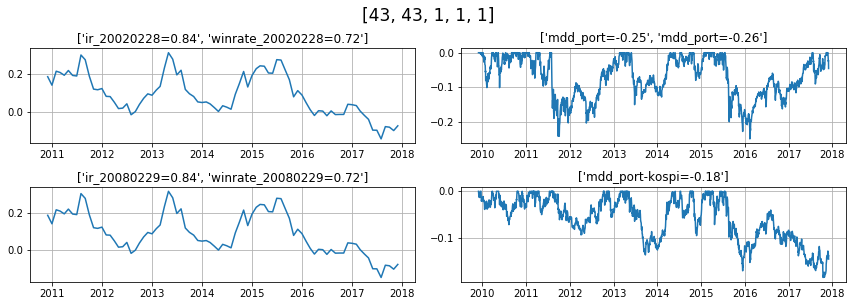 [43, 43, 1, 1, 1]
['ir_20020228=0.84', 'winrate_20020228=0.72']
0.2
0.0
2011 2012 2013 2014 2015 2016 2017 2018
['mdd_port=-0.25', 'mdd_port=-0.26']
0.0
−0.1
−0.2
2010 2011 2012 2013 2014 2015 2016 2017 2018
['ir_20080229=0.84', 'winrate_20080229=0.72']
0.2
0.0
2011 2012 2013 2014 2015 2016 2017 2018
['mdd_port-kospi=-0.18']
0.0
−0.1
2010 2011 2012 2013 2014 2015 2016 2017 2018